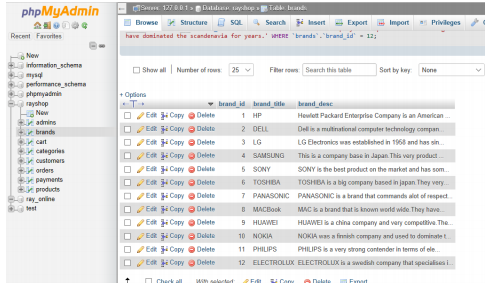 phpMyAdmin
Recent Favorites
New
information_schema
mysql
performance_schema
phpmyadmin
rayshop
New
admins
brands
cart
categories
customers
orders
payments
products
ray_online
test
Server: 127.0.0.1 » Database: rayshop » Table: brands
Browse Structure SQL Search Insert Export Import Privileges
have dominated the scandenavia for years.' WHERE `brands`.`brand_id` = 12;
Show all Number of rows: 25 Filter rows Search this table Sort by key: None
+ Options
brand_id brand_title brand_desc
Edit Copy Delete 1 HP Hewlett Packard Enterprise Company is an American ...
Edit Copy Delete 2 DELL Dell is a multinational computer technology compan...
Edit Copy Delete 3 LG LG Electronics was established in 1958 and has sin...
Edit Copy Delete 4 SAMSUNG This is a company base in Japan.This very product ...
Edit Copy Delete 5 SONY SONY is the best product on the market and has som...
Edit Copy Delete 6 TOSHIBA TOSHIBA is a big company based in japan.They very...
Edit Copy Delete 7 PANASONIC PANASONIC is a brand that commands alot of respect...
Edit Copy Delete 8 MACBook MAC is a brand that is known world wide.They have...
Edit Copy Delete 9 HUAWEI HUAWEI is a china company and very competitive.The...
Edit Copy Delete 10 NOKIA NOKIA was a finnish company and used to dominate t...
Edit Copy Delete 11 PHILIPS PHILIPS is a very strong contender in terms of ele...
Edit Copy Delete 12 ELECTROLUX ELECTROLUX is a swedish company that specialises i...
Check all With selected: Edit Copy Delete Export